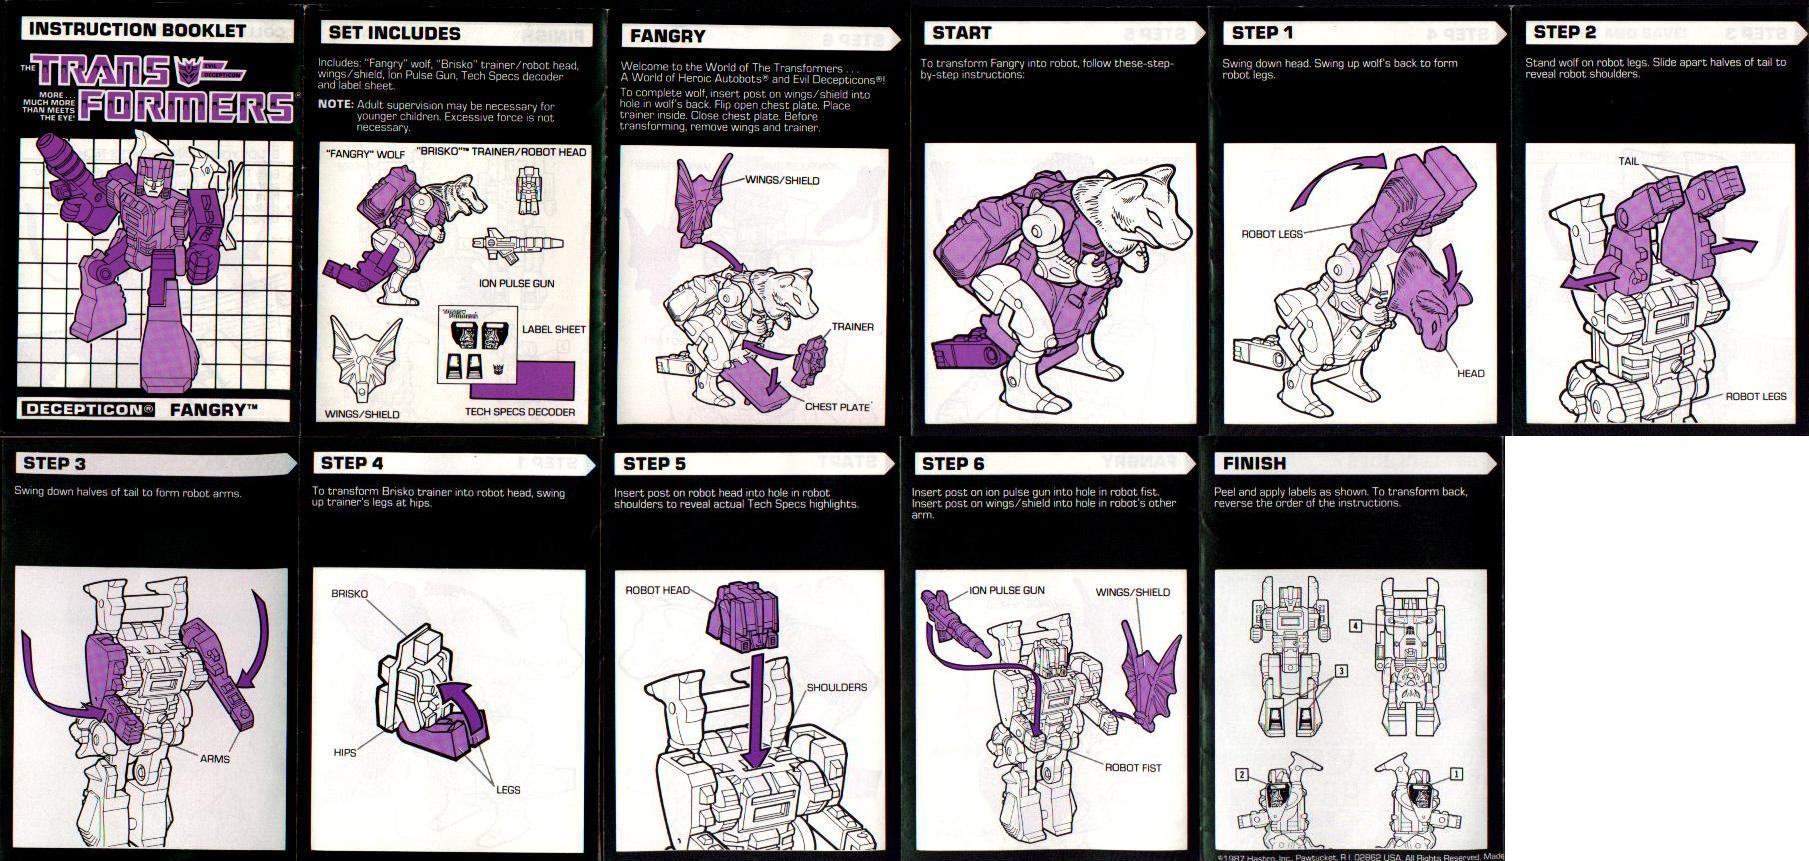 INSTRUCTION BOOKLET
THE TRANSFORMERS®
EVIL
DECEPTICON
MORE...
MUCH MORE
THAN MEETS
THE EYE!
DECEPTICON® FANGRY™
SET INCLUDES
Includes: "Fangry" wolf, "Brisko" trainer/robot head,
wings/shield, Ion Pulse Gun, Tech Specs decoder
and label sheet.
NOTE: Adult supervision may be necessary for
younger children. Excessive force is not
necessary.
"FANGRY" WOLF
"BRISKO"™ TRAINER/ROBOT HEAD
ION PULSE GUN
LABEL SHEET
WINGS/SHIELD
TECH SPECS DECODER
FANGRY
Welcome to the World of The Transformers . . .
A World of Heroic Autobots® and Evil Decepticons®!
To complete wolf, insert post on wings/shield into
hole in wolf's back. Flip open chest plate. Place
trainer inside. Close chest plate. Before
transforming, remove wings and trainer.
WINGS/SHIELD
TRAINER
CHEST PLATE
START
To transform Fangry into robot, follow these-step-
by-step instructions:
STEP 1
Swing down head. Swing up wolf's back to form
robot legs.
ROBOT LEGS
HEAD
STEP 2
Stand wolf on robot legs. Slide apart halves of tail to
reveal robot shoulders.
TAIL
ROBOT LEGS
STEP 3
Swing down halves of tail to form robot arms.
ARMS
STEP 4
To transform Brisko trainer into robot head, swing
up trainer's legs at hips.
BRISKO
HIPS
LEGS
STEP 5
Insert post on robot head into hole in robot
shoulders to reveal actual Tech Specs highlights.
ROBOT HEAD
SHOULDERS
STEP 6
Insert post on ion pulse gun into hole in robot fist.
Insert post on wings/shield into hole in robot's other
arm.
ION PULSE GUN
WINGS/SHIELD
ROBOT FIST
FINISH
Peel and apply labels as shown. To transform back,
reverse the order of the instructions.
4
3
2
1
©1987 Hasbro, Inc., Pawtucket, R.I. 02862 USA. All Rights Reserved. Made